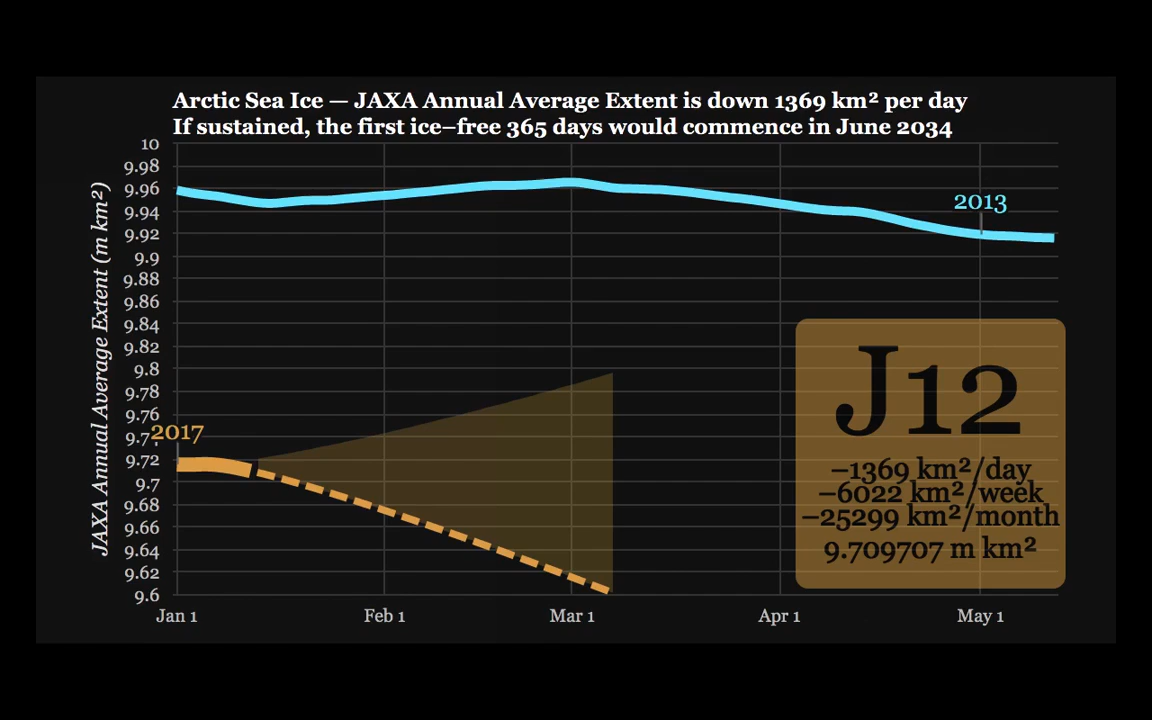 Arctic Sea Ice — JAXA Annual Average Extent is down 1369 km² per day
If sustained, the first ice–free 365 days would commence in June 2034
JAXA Annual Average Extent (m km²)
10
9.98
9.96
9.94
9.92
9.9
9.88
9.86
9.84
9.82
9.8
9.78
9.76
9.7
9.72
9.7
9.68
9.66
9.64
9.62
9.6
2013
2017
J12
−1369 km²/day
−6022 km²/week
−25299 km²/month
9.709707 m km²
Jan 1
Feb 1
Mar 1
Apr 1
May 1